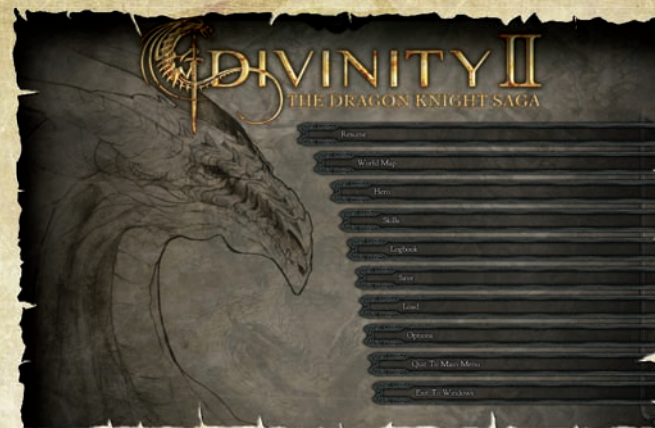 DIVINITY II
THE DRAGON KNIGHT SAGA
Resume
World Map
Hero
Skills
Logbook
Save
Load
Options
Quit To Main Menu
Exit To Windows